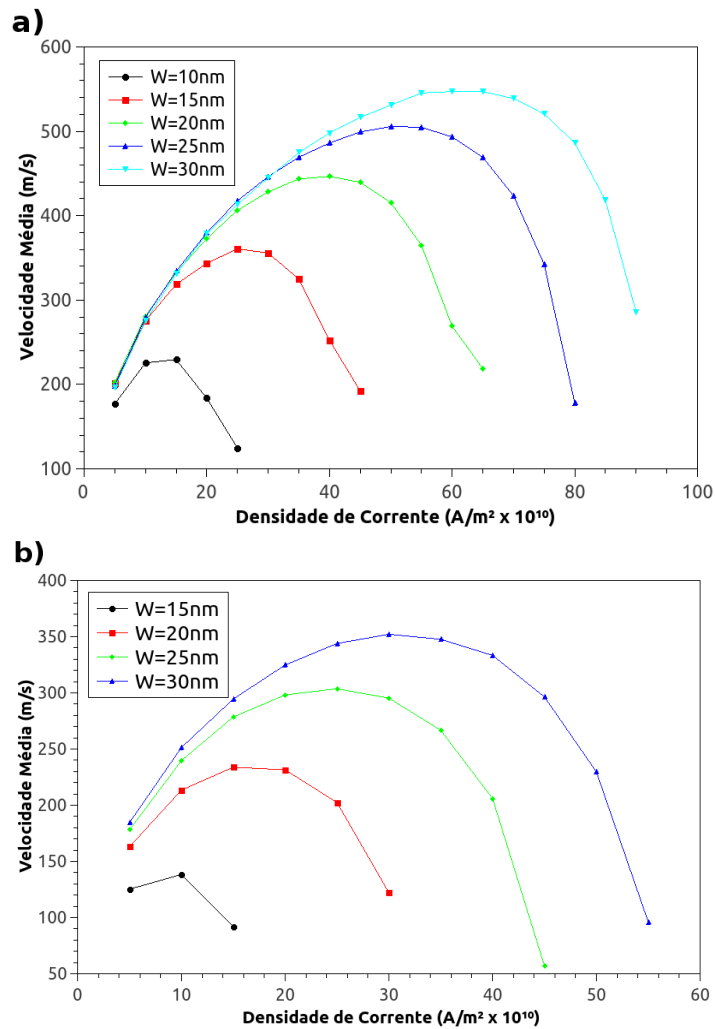 a)
600
500
400
300
200
100
Velocidade Média (m/s)
W=10nm
W=15nm
W=20nm
W=25nm
W=30nm
0 20 40 60 80 100
Densidade de Corrente (A/m² x 10¹⁰)
b)
400
350
300
250
200
150
100
50
Velocidade Média (m/s)
W=15nm
W=20nm
W=25nm
W=30nm
0 10 20 30 40 50 60
Densidade de Corrente (A/m² x 10¹⁰)